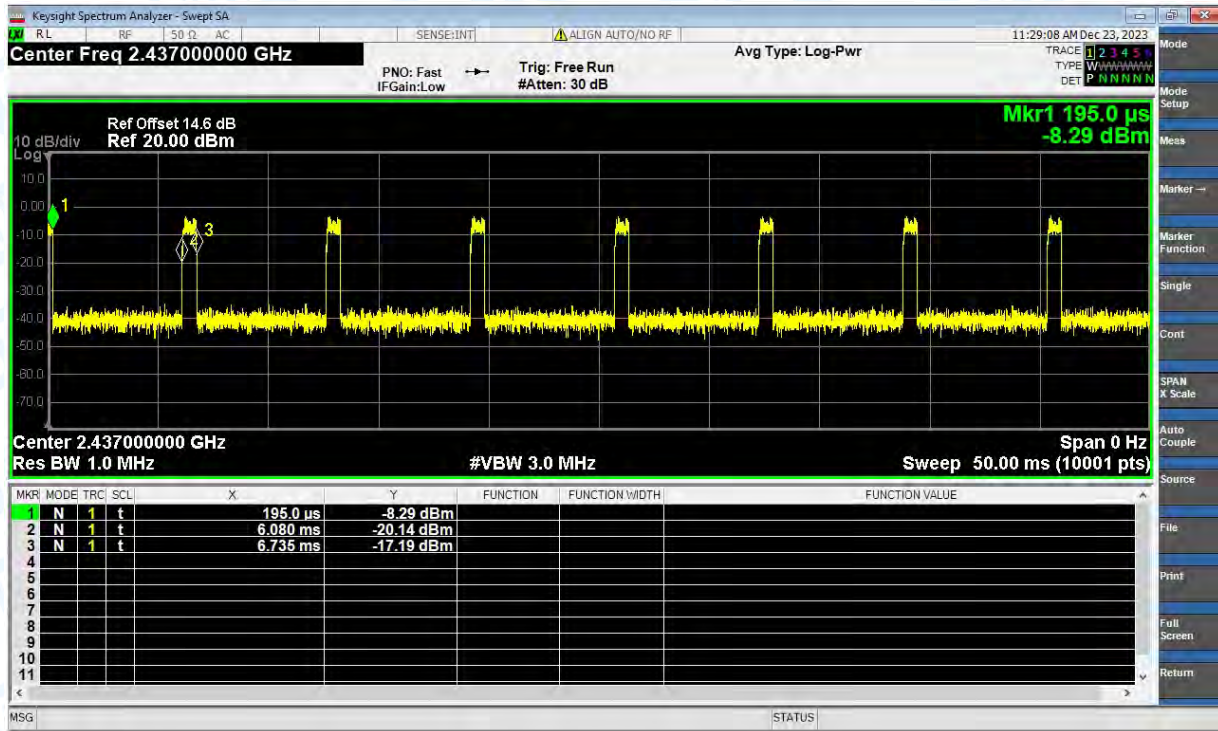 Keysight Spectrum Analyzer - Swept SA
LXI RL RF 50 Ω AC SENSE:INT ALIGN AUTO/NO RF 11:29:08 AM Dec 23, 2023
Center Freq 2.437000000 GHz Avg Type: Log-Pwr TRACE 1 2 3 4 5 6
PNO: Fast Trig: Free Run TYPE WWWWWW
IFGain:Low #Atten: 30 dB DET P N N N N N
Mkr1 195.0 µs
-8.29 dBm
Ref Offset 14.6 dB
10 dB/div Ref 20.00 dBm
Log
10.0
0.00
-10.0
-20.0
-30.0
-40.0
-50.0
-60.0
-70.0
1
3
2
Center 2.437000000 GHz Span 0 Hz
Res BW 1.0 MHz #VBW 3.0 MHz Sweep 50.00 ms (10001 pts)
MKR MODE TRC SCL X Y FUNCTION FUNCTION WIDTH FUNCTION VALUE
1 N 1 t 195.0 µs -8.29 dBm
2 N 1 t 6.080 ms -20.14 dBm
3 N 1 t 6.735 ms -17.19 dBm
4
5
6
7
8
9
10
11
MSG STATUS
Mode
Mode
Setup
Meas
Marker→
Marker
Function
Single
Cont
SPAN
X Scale
Auto
Couple
Source
File
Print
Full
Screen
Return